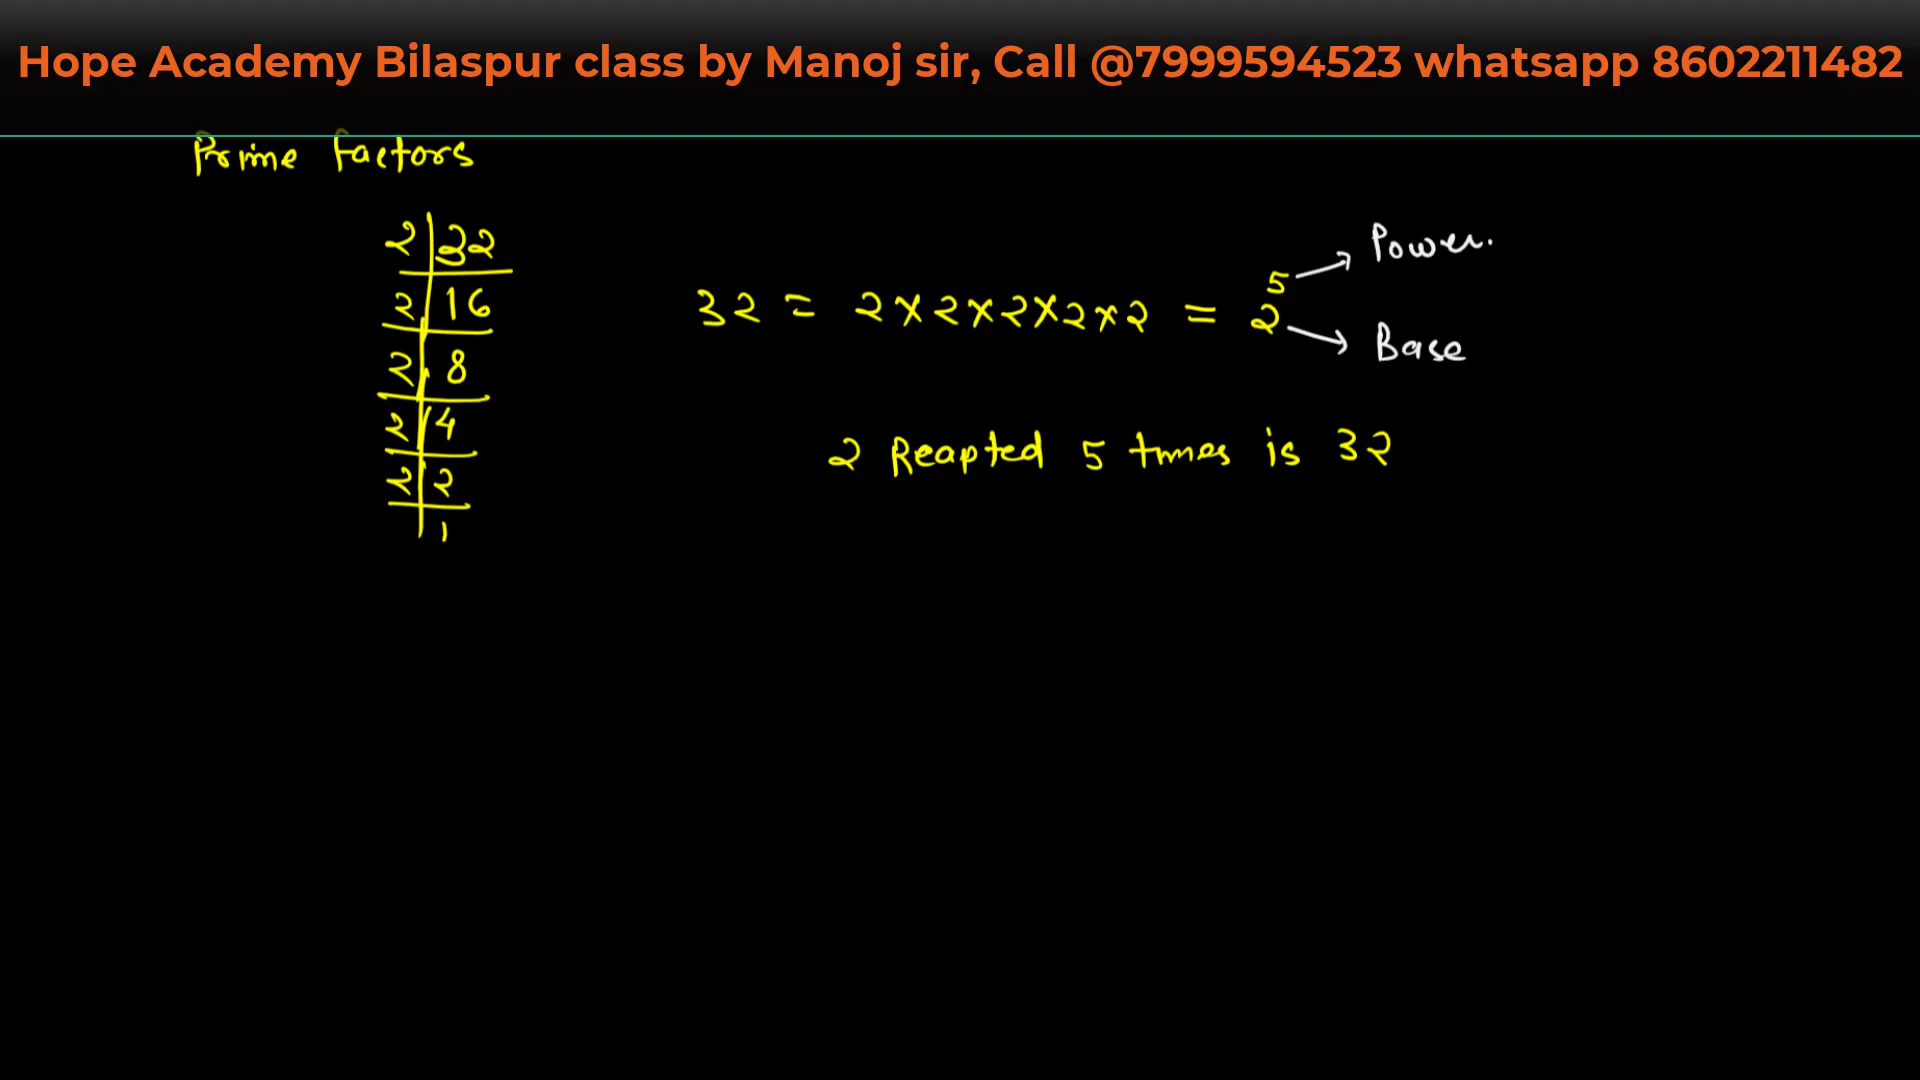 Hope Academy Bilaspur class by Manoj sir, Call @7999594523 whatsapp 8602211482
Prime factors
2 | 32
2 | 16
2 | 8
2 | 4
2 | 2
1
32 = 2×2×2×2×2 = 2⁵
Power.
Base
2 Reapted 5 times is 32